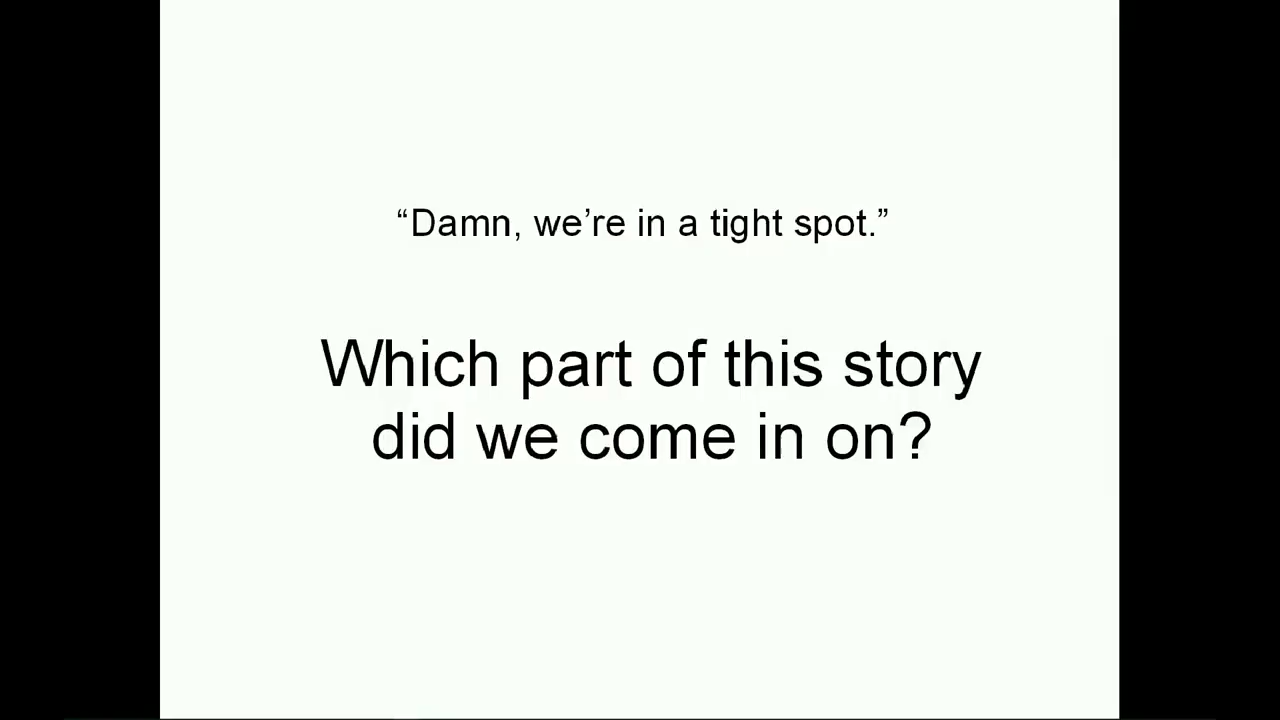 “Damn, we’re in a tight spot.”
Which part of this story
did we come in on?